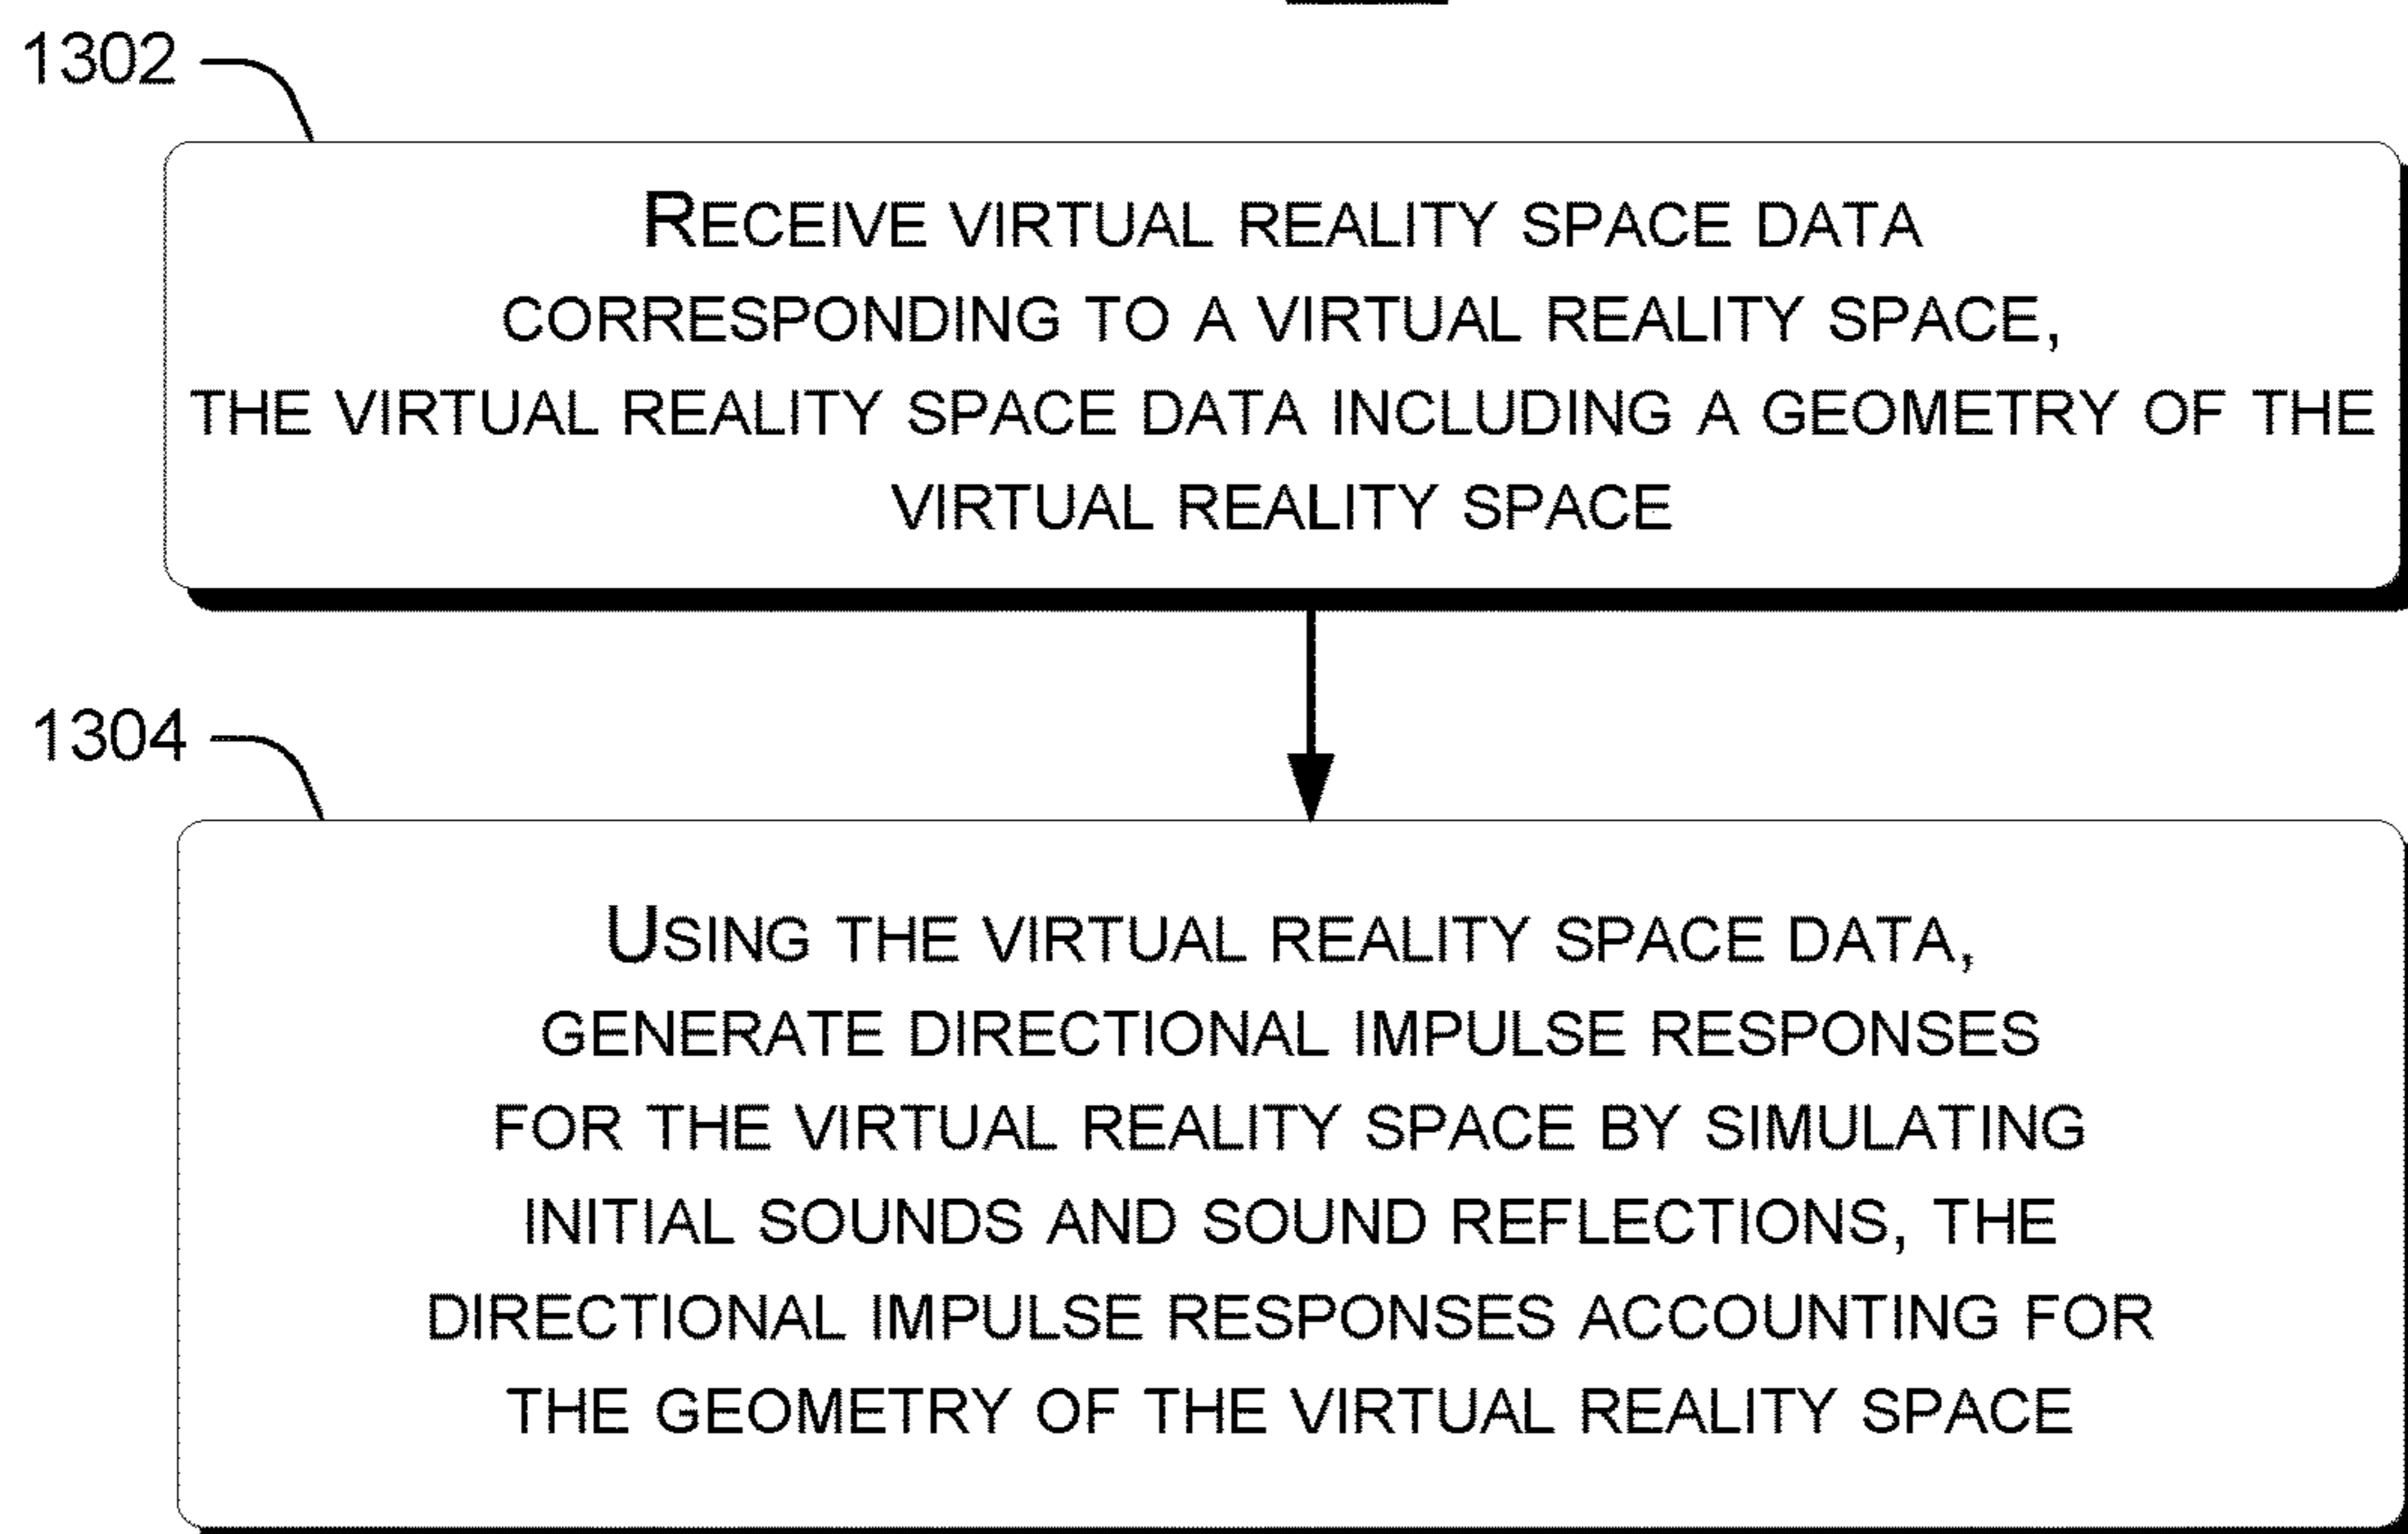 1302
RECEIVE VIRTUAL REALITY SPACE DATA
CORRESPONDING TO A VIRTUAL REALITY SPACE,
THE VIRTUAL REALITY SPACE DATA INCLUDING A GEOMETRY OF THE
VIRTUAL REALITY SPACE
1304
USING THE VIRTUAL REALITY SPACE DATA,
GENERATE DIRECTIONAL IMPULSE RESPONSES
FOR THE VIRTUAL REALITY SPACE BY SIMULATING
INITIAL SOUNDS AND SOUND REFLECTIONS, THE
DIRECTIONAL IMPULSE RESPONSES ACCOUNTING FOR
THE GEOMETRY OF THE VIRTUAL REALITY SPACE